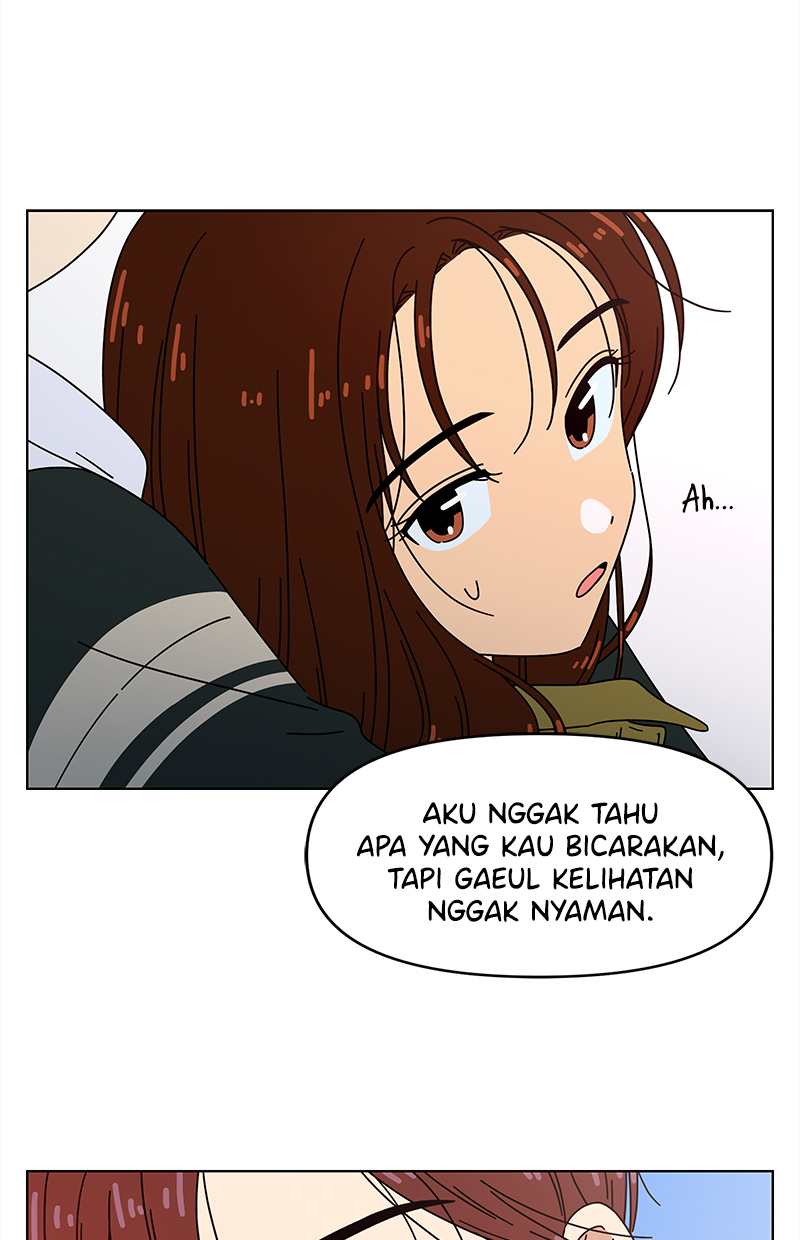 Ah...
AKU NGGAK TAHU
APA YANG KAU BICARAKAN,
TAPI GAEUL KELIHATAN
NGGAK NYAMAN.